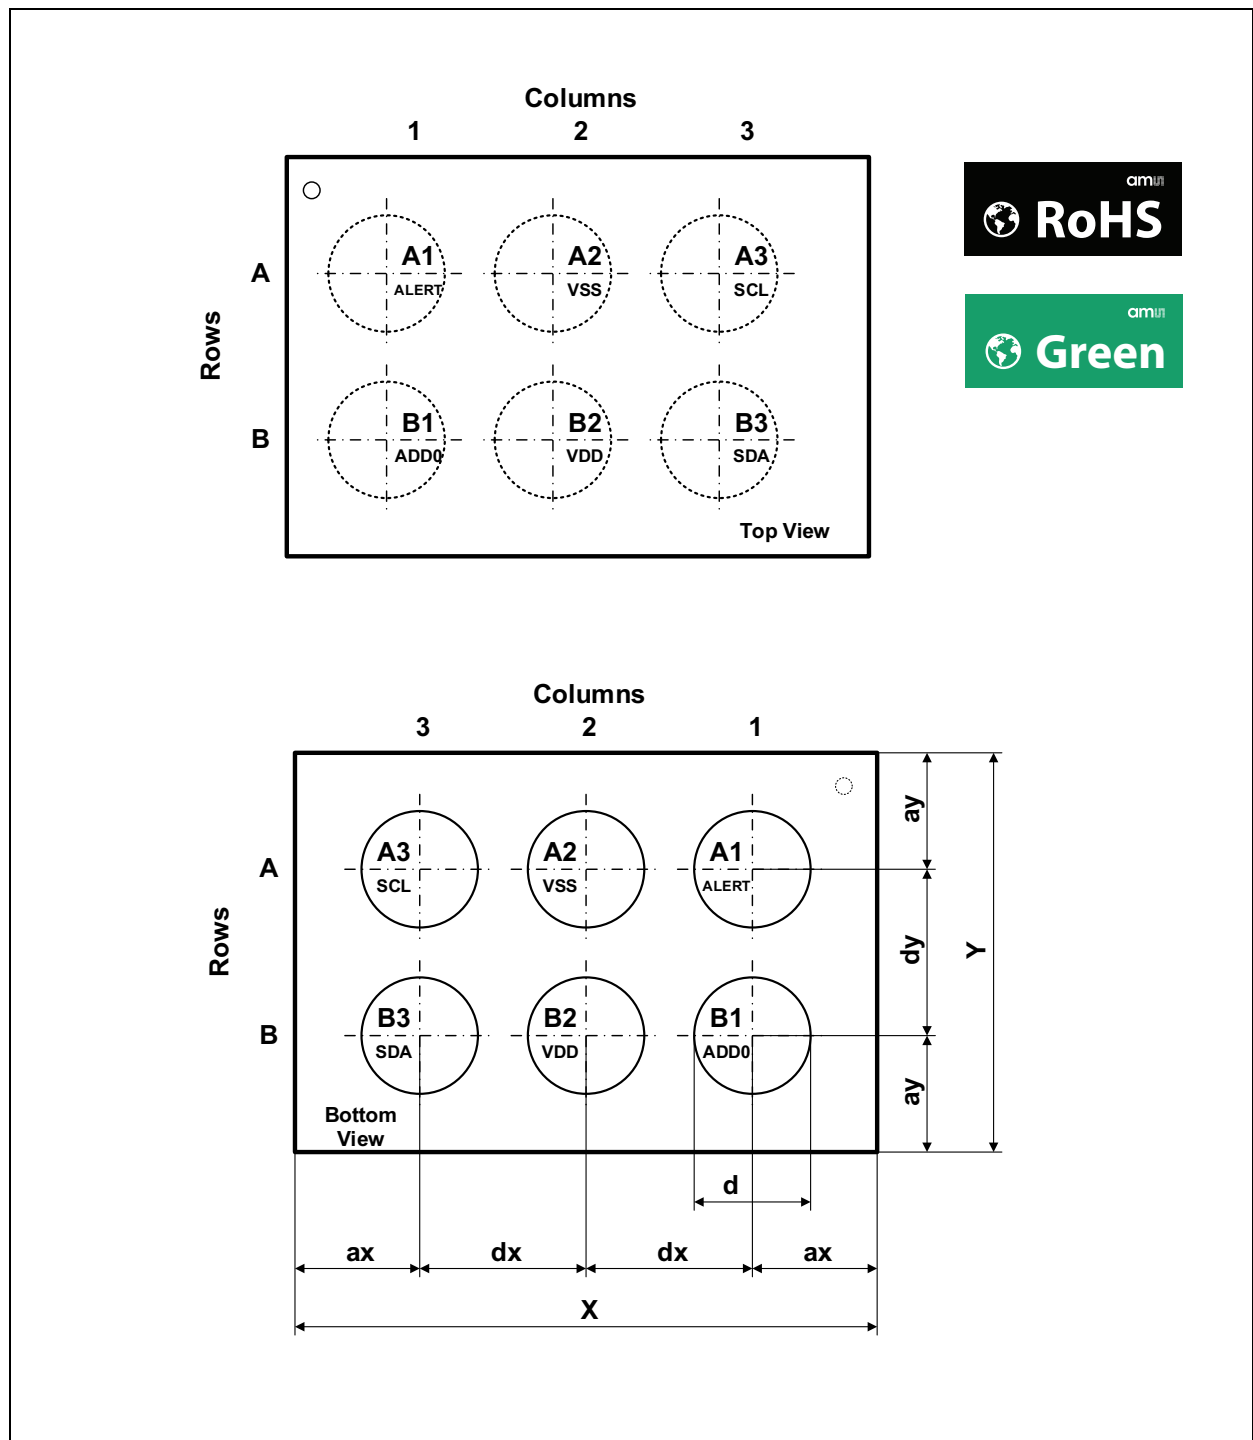 Columns
1 2 3
am
RoHS
A1 A2 A3
A
ALERT VSS SCL
am
Green
Rows
B1 B2 B3
B
ADD0 VDD SDA
Top View
Columns
3 2 1
ay
A3 A2 A1
A
SCL VSS ALERT
Rows
dy
Y
B3 B2 B1
B
SDA VDD ADD0
ay
Bottom
View
d
ax dx dx ax
X